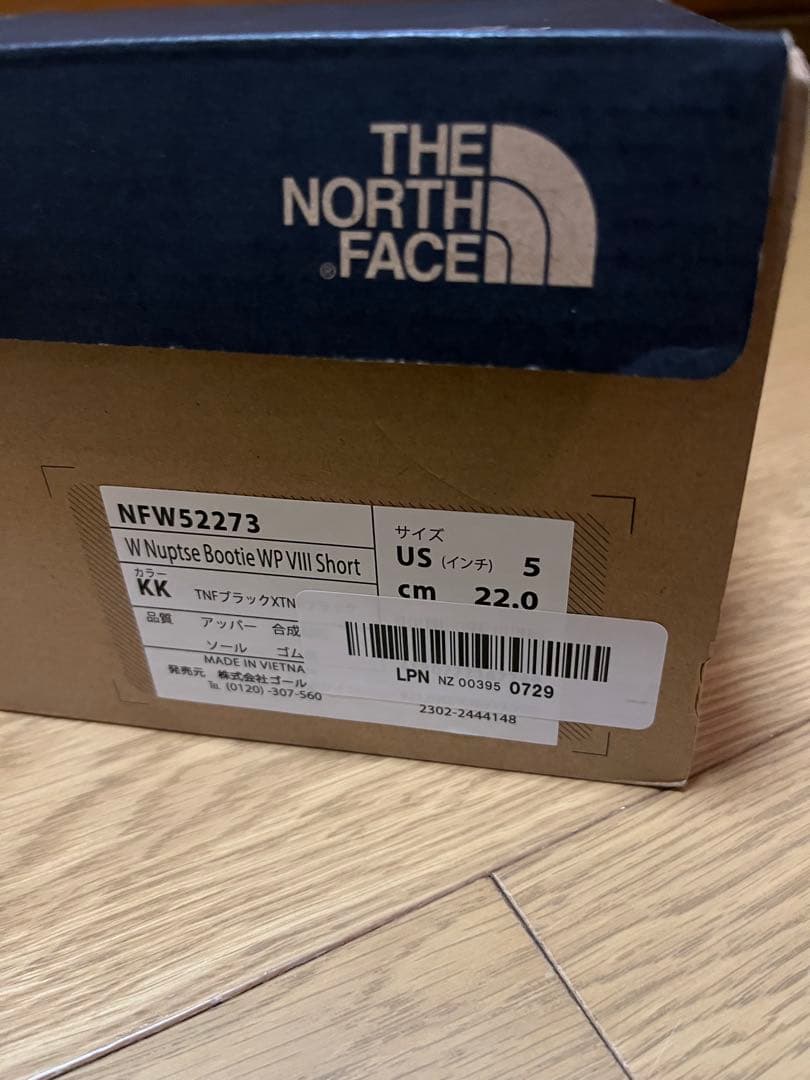 THE
NORTH
®FACE
NFW52273
W Nuptse Bootie WP VIII Short
カラー
KK TNFブラックXTN
品質 アッパー 合成
ソール ゴム
MADE IN VIETNA
発売元 株式会社ゴール
℡ (0120) -307-560
サイズ
US (インチ) 5
cm 22.0
LPN NZ 00395 0729
2302-2444148